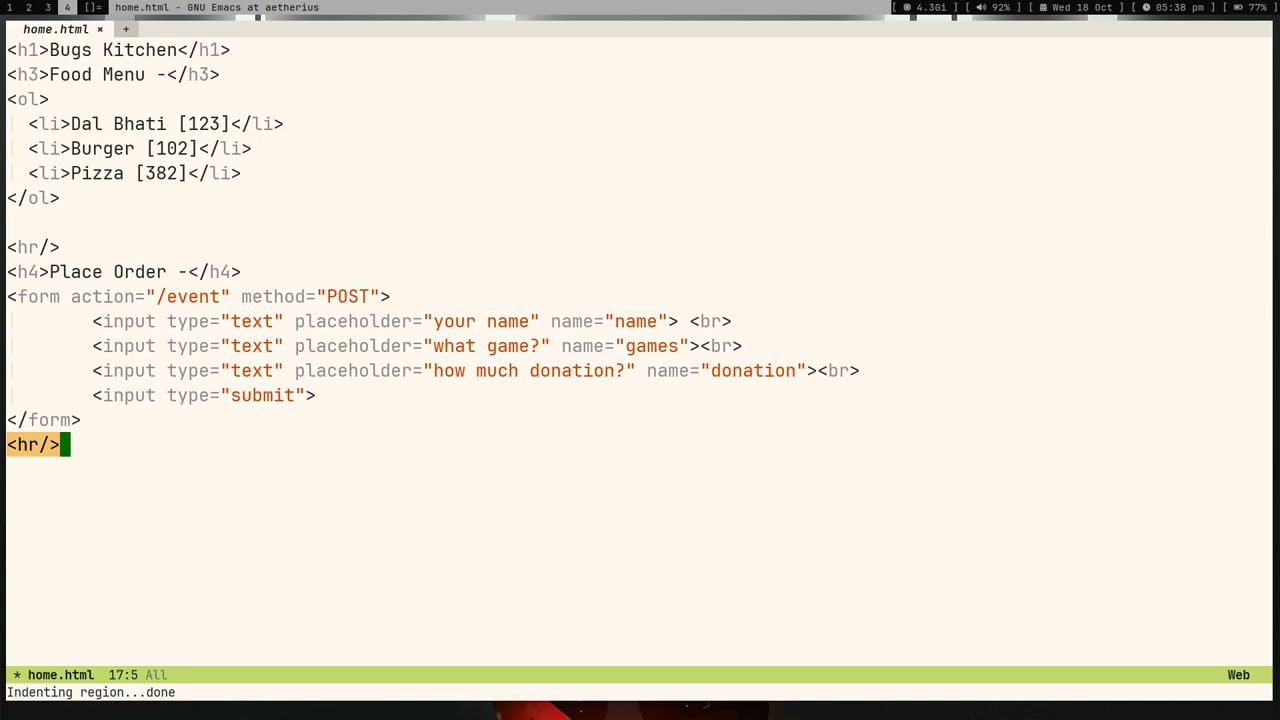 1 2 3 4 []= home.html - GNU Emacs at aetherius [ 4.3Gi ] [ 92% ] [ Wed 18 Oct ] [ 05:38 pm ] [ 77% ]
home.html × +
<h1>Bugs Kitchen</h1>
<h3>Food Menu -</h3>
<ol>
<li>Dal Bhati [123]</li>
<li>Burger [102]</li>
<li>Pizza [382]</li>
</ol>
<hr/>
<h4>Place Order -</h4>
<form action="/event" method="POST">
<input type="text" placeholder="your name" name="name"> <br>
<input type="text" placeholder="what game?" name="games"><br>
<input type="text" placeholder="how much donation?" name="donation"><br>
<input type="submit">
</form>
<hr/>
* home.html 17:5 All Web
Indenting region...done